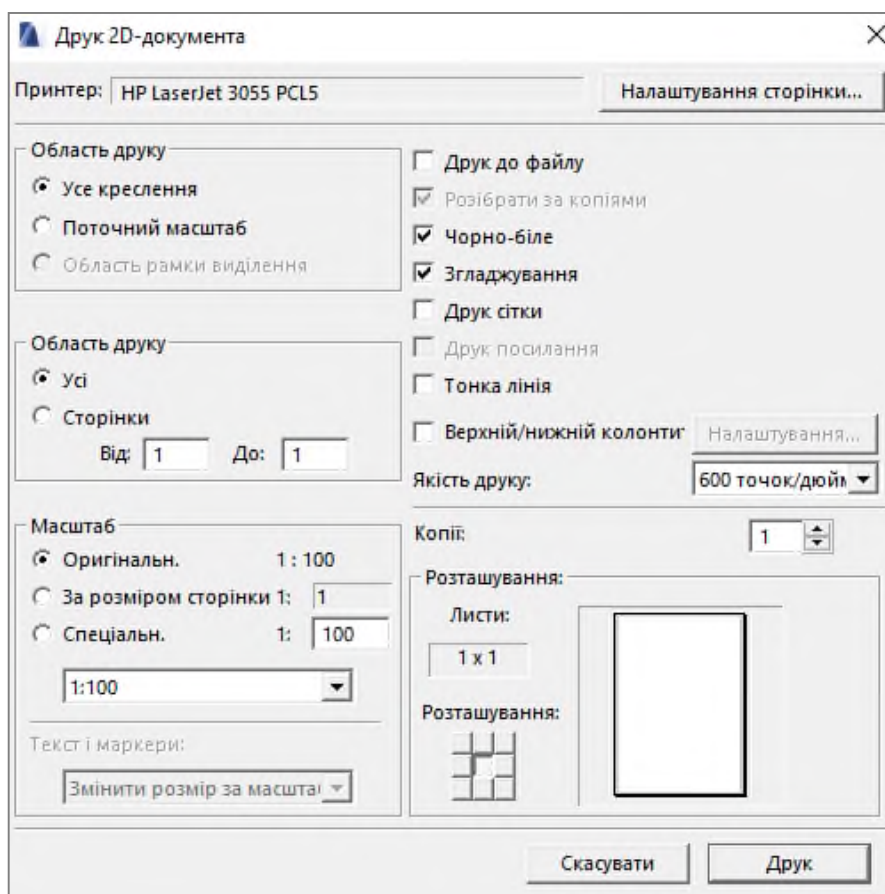 Друк 2D-документа
Принтер: HP LaserJet 3055 PCL5 Налаштування сторінки...
Область друку
Усе креслення
Поточний масштаб
Область рамки виділення
Область друку
Усі
Сторінки
Від: 1 До: 1
Масштаб
Оригінальн. 1 : 100
За розміром сторінки 1: 1
Спеціальн. 1: 100
1:100
Текст і маркери:
Змінити розмір за масшта
Друк до файлу
Розібрати за копіями
Чорно-біле
Згладжування
Друк сітки
Друк посилання
Тонка лінія
Верхній/нижній колонти Налаштування...
Якість друку: 600 точок/дюйм
Копії: 1
Розташування:
Листи:
1 x 1
Розташування:
Скасувати Друк